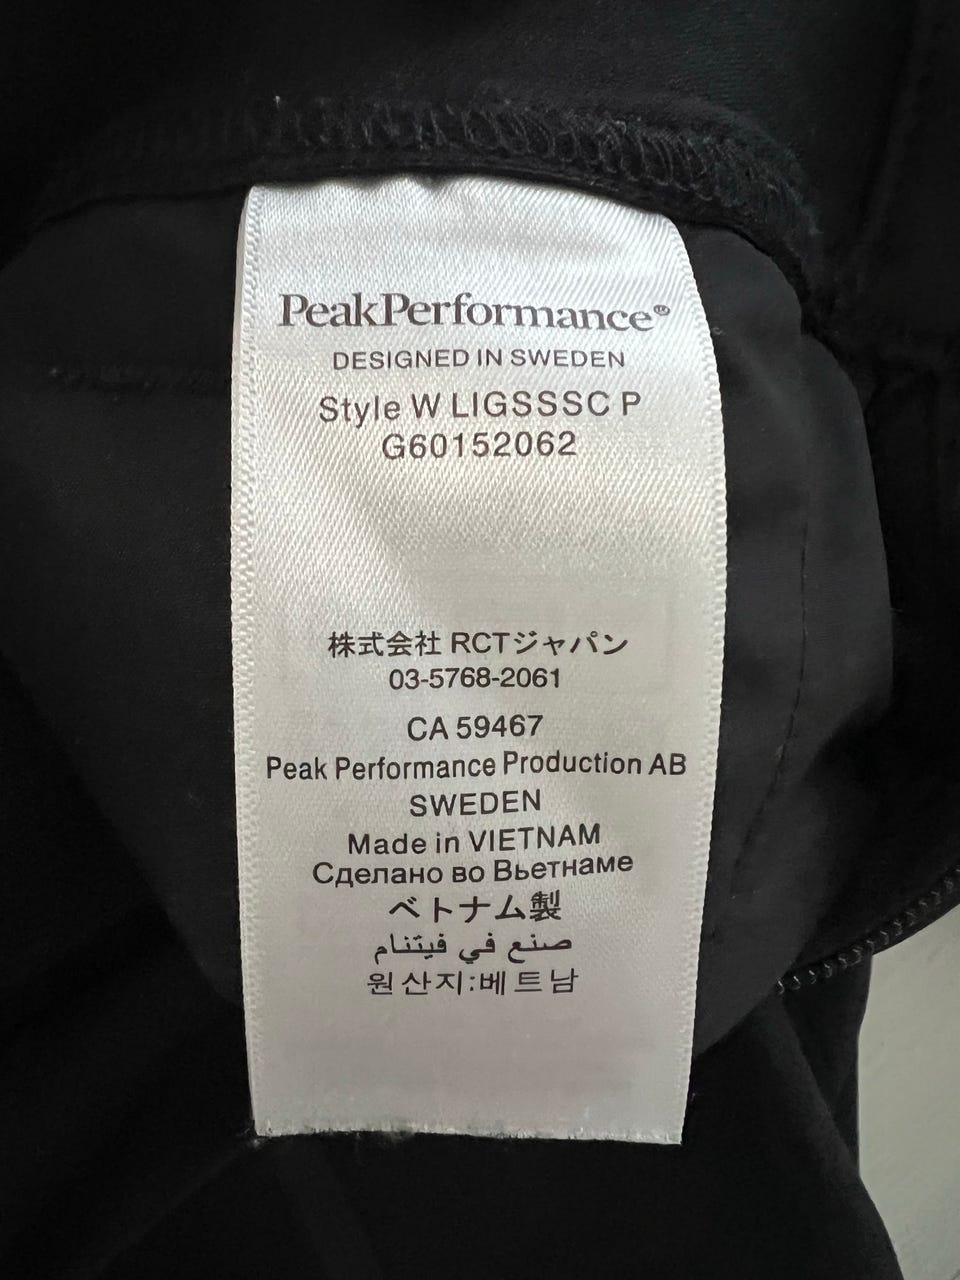 PeakPerformance®
DESIGNED IN SWEDEN
Style W LIGSSSC P
G60152062
株式会社 RCTジャパン
03-5768-2061
CA 59467
Peak Performance Production AB
SWEDEN
Made in VIETNAM
Сделано во Вьетнаме
ベトナム製
صنع في فيتنام
원산지:베트남